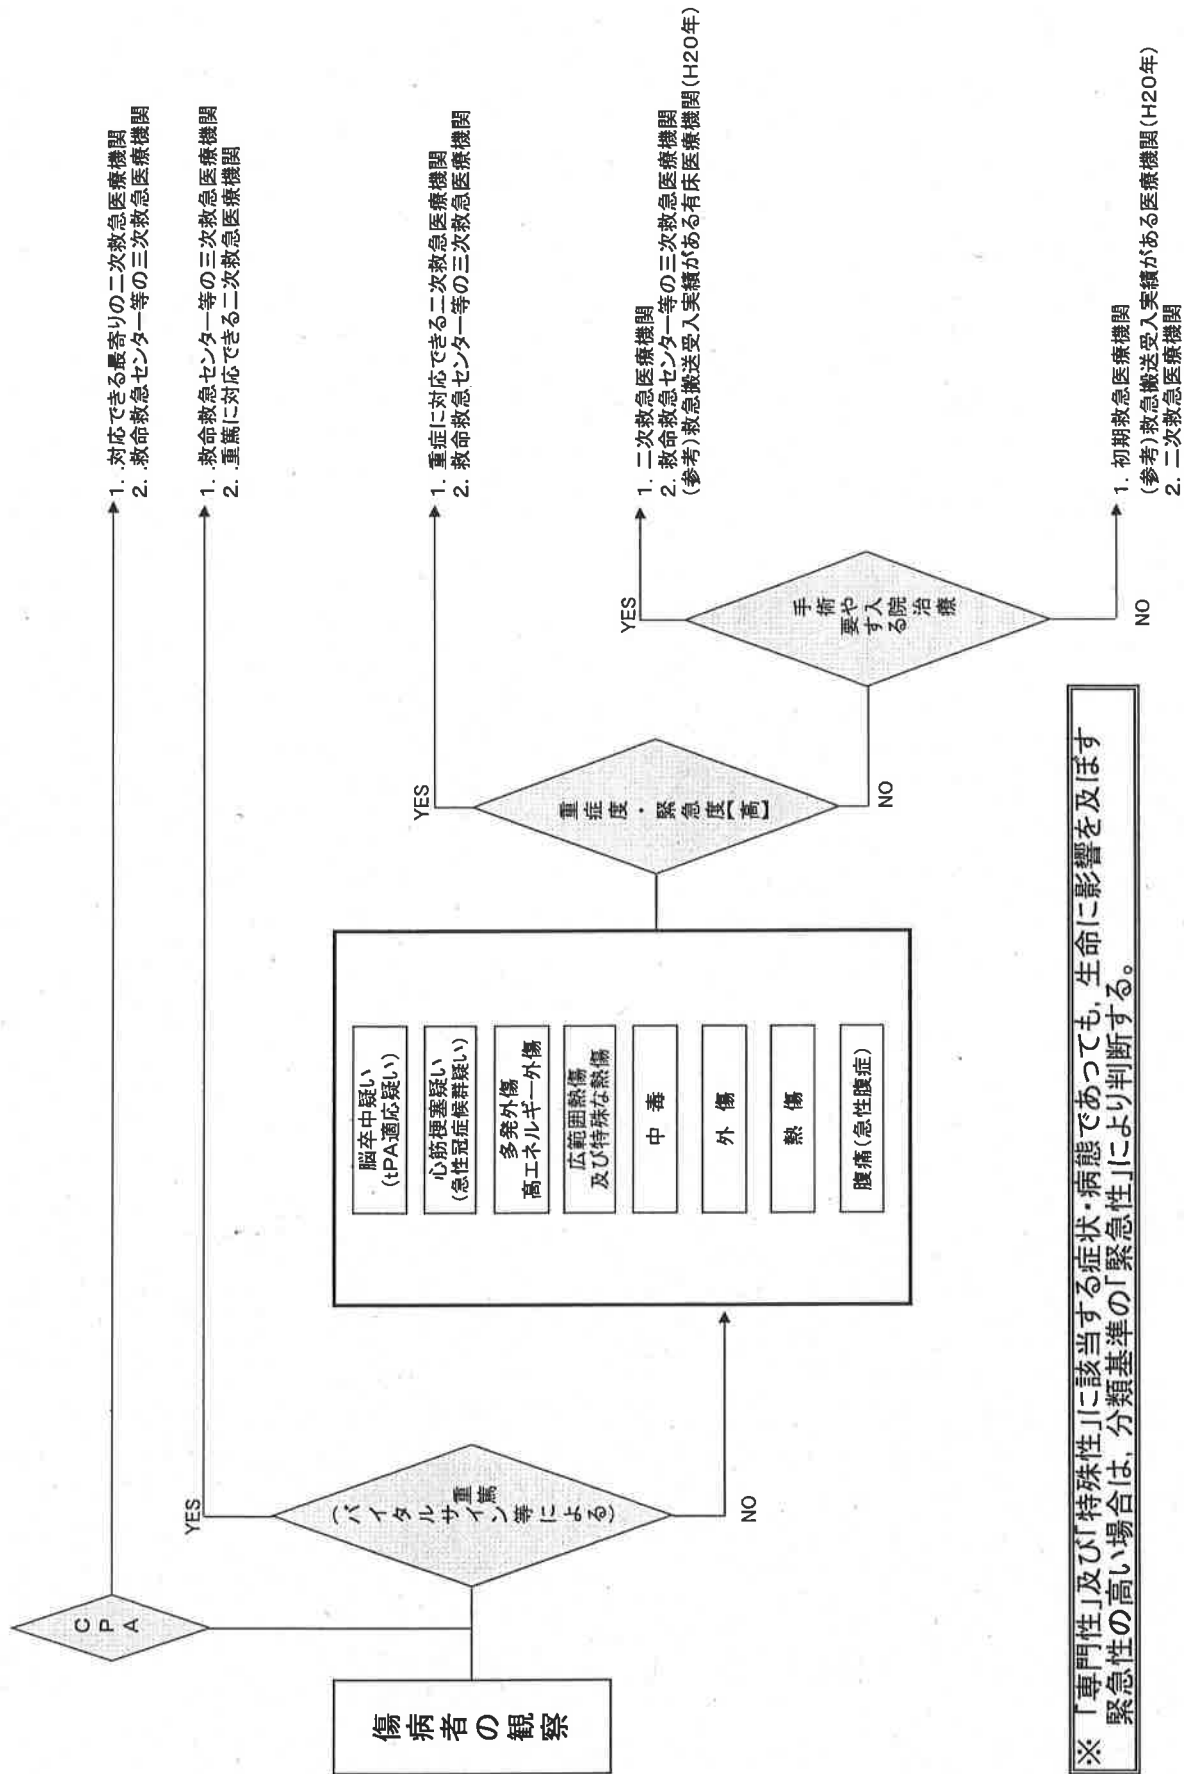 傷病者の観察
CPA
重篤
(バイタルサイン等による)
YES
NO
1. .対応できる最寄りの二次救急医療機関
2. .救命救急センター等の三次救急医療機関
1. .救命救急センター等の三次救急医療機関
2. .重篤に対応できる二次救急医療機関
脳卒中疑い
(tPA適応疑い)
心筋梗塞疑い
(急性冠症候群疑い)
多発外傷
高エネルギー外傷
広範囲熱傷
及び特殊な熱傷
中 毒
外 傷
熱 傷
腹痛(急性腹症)
重症度・緊急度【高】
YES
NO
1. 重症に対応できる二次救急医療機関
2. 救命救急センター等の三次救急医療機関
手術や入院治療
要する
YES
NO
1. 二次救急医療機関
2. 救命救急センター等の三次救急医療機関
(参考)救急搬送受入実績がある有床医療機関(H20年)
1. 初期救急医療機関
(参考)救急搬送受入実績がある医療機関(H20年)
2. 二次救急医療機関
※ 「専門性」及び「特殊性」に該当する症状・病態であっても, 生命に影響を及ぼす
緊急性の高い場合は, 分類基準の「緊急性」により判断する。